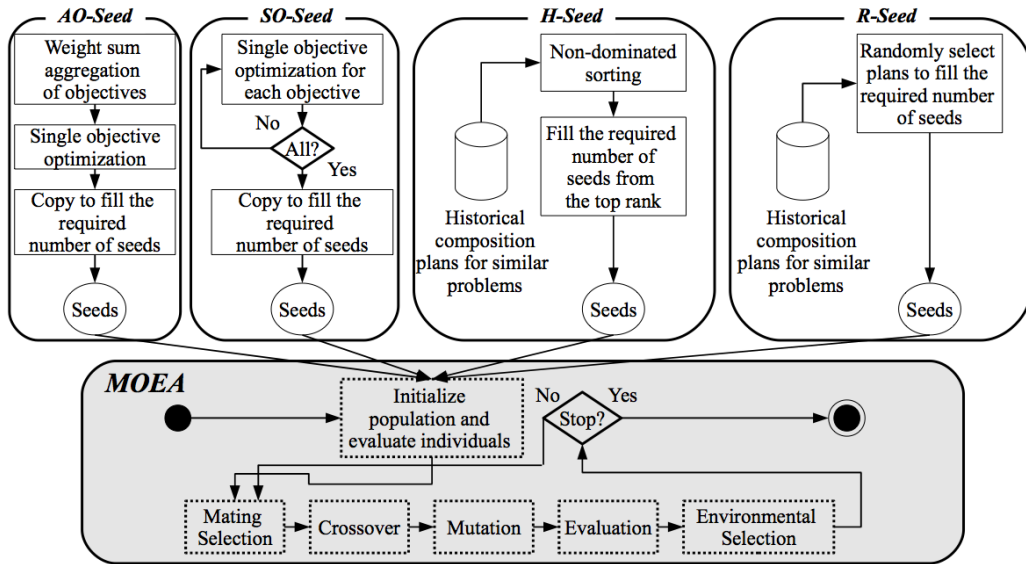 AO-Seed
Weight sum
aggregation
of objectives
Single objective
optimization
Copy to fill the
required
number of seeds
Seeds
SO-Seed
Single objective
optimization for
each objective
No
All?
Yes
Copy to fill the
required
number of seeds
Seeds
H-Seed
Non-dominated
sorting
Fill the required
number of
seeds from
the top rank
Historical
composition
plans for similar
problems
Seeds
R-Seed
Randomly select
plans to fill the
required number
of seeds
Historical
composition
plans for similar
problems
Seeds
MOEA
Initialize
population and
evaluate individuals
No
Yes
Stop?
Mating
Selection
Crossover
Mutation
Evaluation
Environmental
Selection